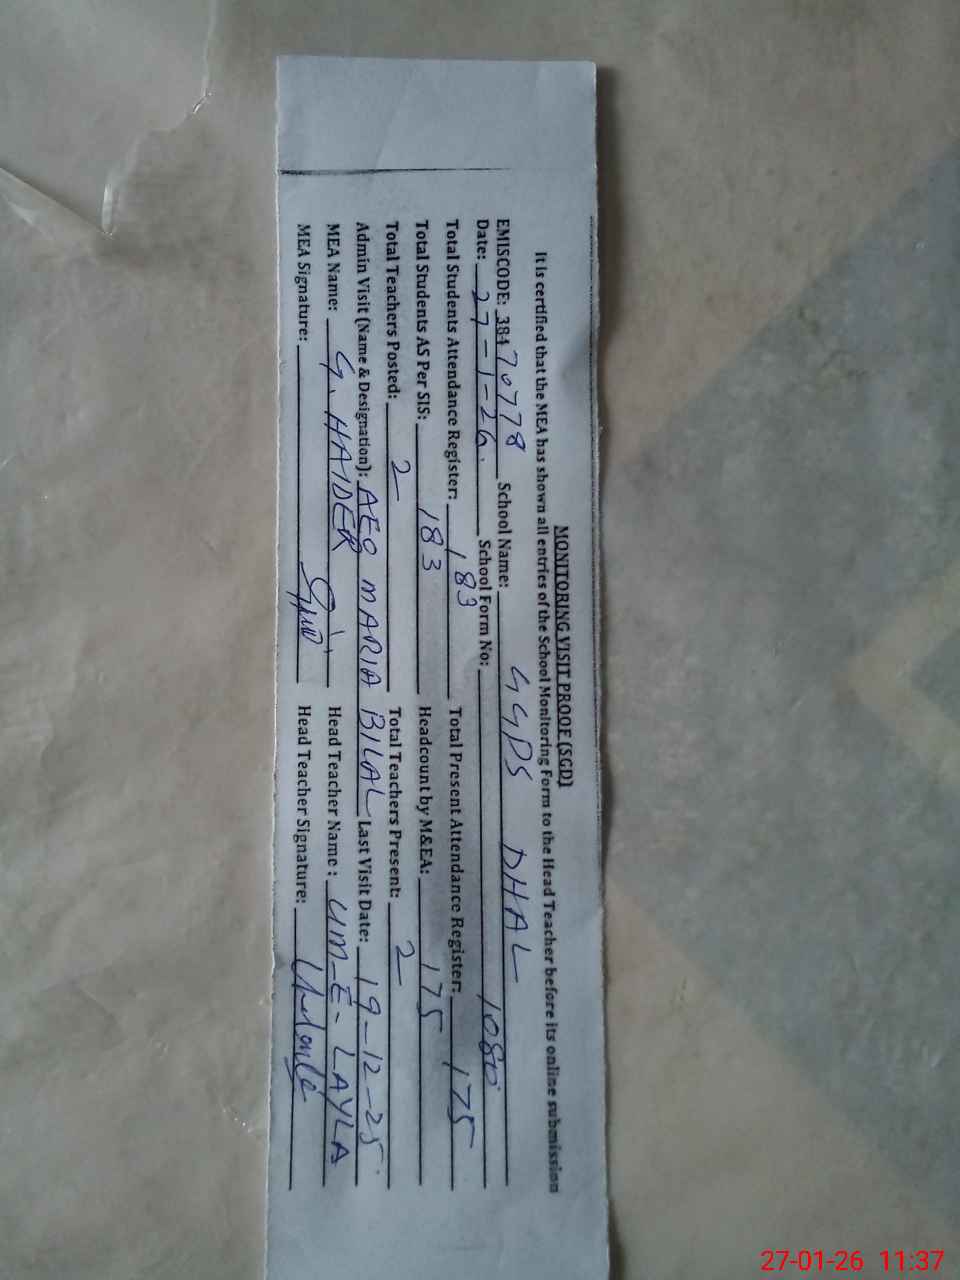 MONITORING VISIT PROOF (SGD)
It is certified that the MEA has shown all entries of the School Monitoring Form to the Head Teacher before its online submission
EMISCODE: 38470778 School Name: GGPS DHAL
Date: 27-1-26. School Form No: 1080
Total Students Attendance Register: 183 Total Present Attendance Register: 175
Total Students AS Per SIS: 183 Headcount by M&EA: 175
Total Teachers Posted: 2 Total Teachers Present: 2
Admin Visit (Name & Designation): AEO MARIA BILAL Last Visit Date: 19-12-25
MEA Name: G. HAIDER Head Teacher Name : UM-E-LAYLA
MEA Signature: Head Teacher Signature:
27-01-26 11:37